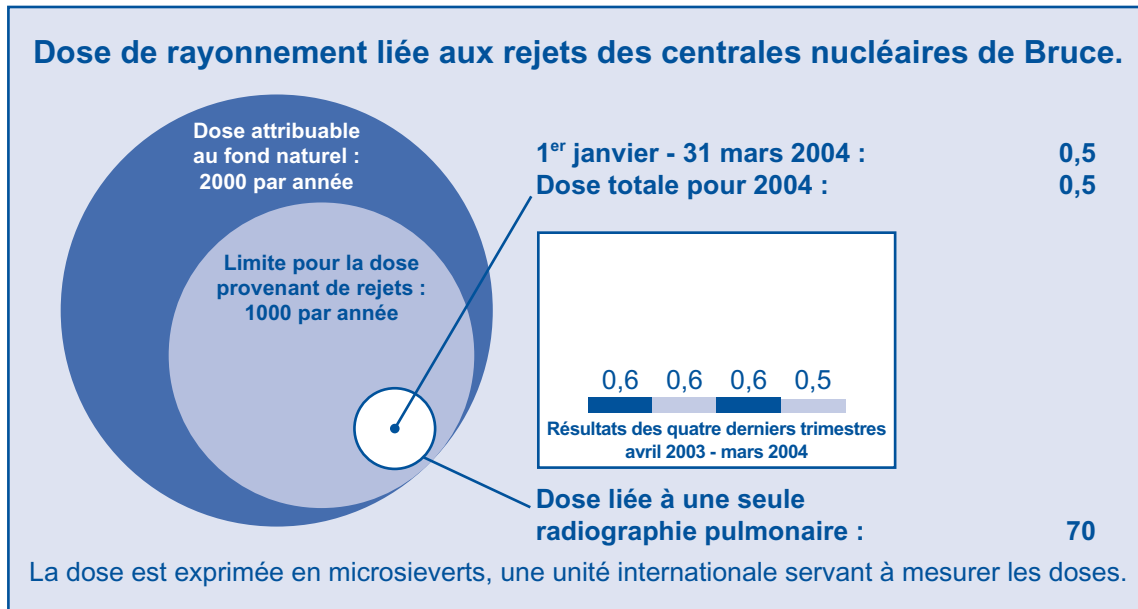 Dose de rayonnement liée aux rejets des centrales nucléaires de Bruce.
Dose attribuable
au fond naturel :
2000 par année
Limite pour la dose
provenant de rejets :
1000 par année
1er janvier - 31 mars 2004 : 0,5
Dose totale pour 2004 : 0,5
0,6 0,6 0,6 0,5
Résultats des quatre derniers trimestres
avril 2003 - mars 2004
Dose liée à une seule
radiographie pulmonaire : 70
La dose est exprimée en microsieverts, une unité internationale servant à mesurer les doses.